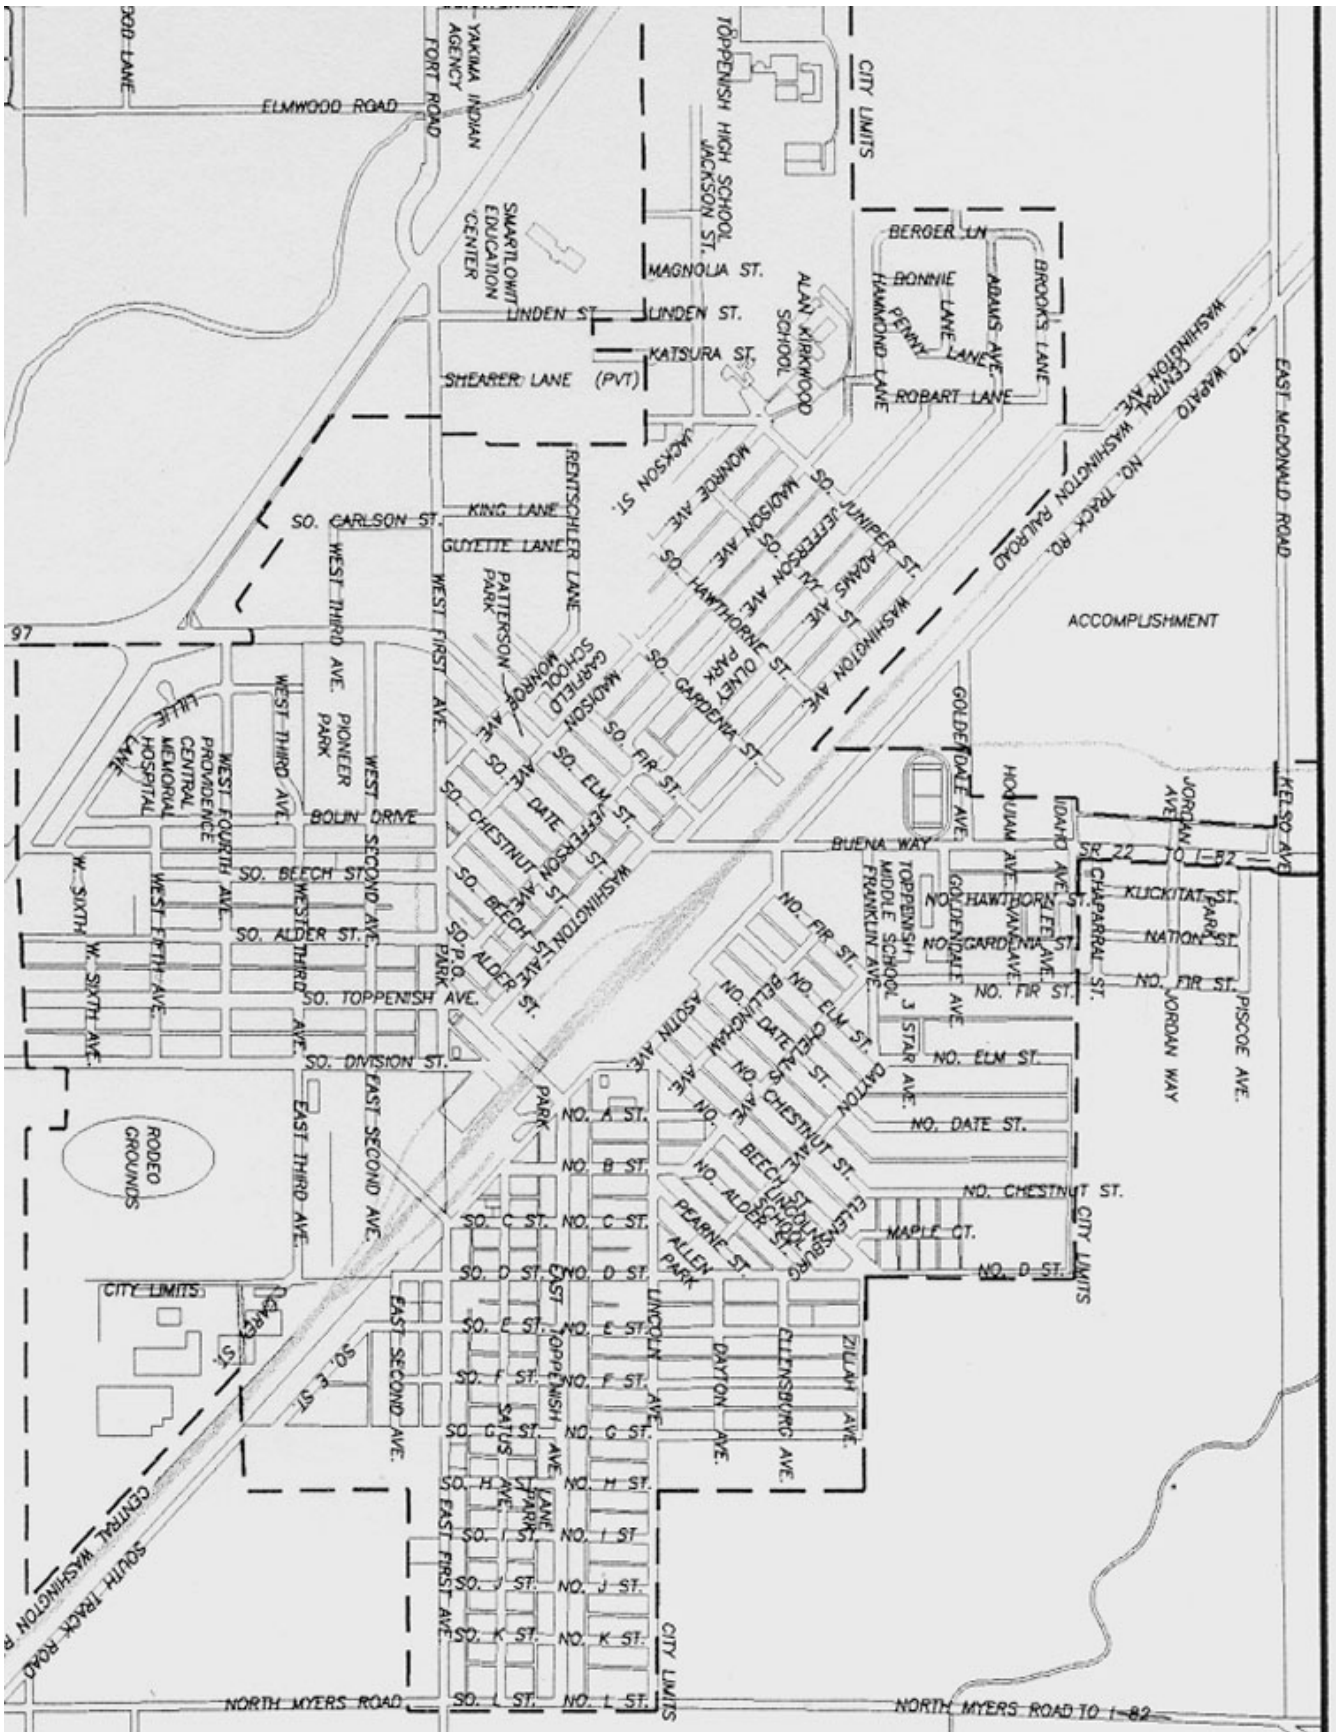 OOD LANE
ELMWOOD ROAD
FORT ROAD
YAKIMA INDIAN
AGENCY
TOPPENISH HIGH SCHOOL
JACKSON ST.
CITY LIMITS
SMARTLOWIT
EDUCATION
CENTER
MAGNOLIA ST.
LINDEN ST.
LINDEN ST.
KATSURA ST.
SHEARER LANE (PVT)
ALAN KIRKWOOD
SCHOOL
BERGER LN
BONNIE
LANE
PENNY
LANE
HAMMOND LANE
ADAMS AVE.
BROOKS LANE
ROBART LANE
WASHINGTON AVE.
CENTRAL WASHINGTON RAILROAD
NO. TRACK RD.
TO WAPATO
EAST McDONALD ROAD
ACCOMPLISHMENT
JACKSON ST.
MONROE AVE.
MADISON AVE.
JEFFERSON AVE.
ADAMS AVE.
WASHINGTON AVE.
SO. JUNIPER ST.
SO. IVY ST
SO. HAWTHORNE ST.
SO. GARDENIA ST.
OLNEY
PARK
KING LANE
GUYETTE LANE
RENTSCHLER LANE
SO. CARLSON ST.
WEST THIRD AVE.
WEST FIRST AVE.
PATTERSON
PARK
GARFIELD
SCHOOL
MONROE AVE.
MADISON AVE
97
LILLIE
LANE
PROVIDENCE
CENTRAL
MEMORIAL
HOSPITAL
WEST THIRD AVE.
PIONEER
PARK
WEST SECOND AVE.
WEST FOURTH AVE.
BOLIN DRIVE
SO. FIR ST.
SO. ELM ST.
SO. DATE ST.
SO. CHESTNUT ST.
SO. BEECH ST.
SO. ALDER ST.
JEFFERSON AVE.
WASHINGTON AVE
GOLDENDALE AVE.
HOQUIAM AVE.
IDAHO AVE.
JORDAN
AVE.
KELSO AVE.
BUENA WAY
SR 22 TO I-82
SO. BEECH ST.
SO. ALDER ST.
W. SIXTH
W. SIXTH AVE.
WEST FIFTH AVE.
WEST THIRD AVE.
P.O.
PARK
SO. TOPPENISH AVE.
SO. DIVISION ST.
TOPPENISH
MIDDLE SCHOOL
FRANKLIN AVE.
GOLDENDALE AVE.
3 STAR AVE.
NO. HAWTHORN ST.
NO. GARDENIA ST.
NO. FIR ST.
LEE AVE.
CHAPARRAL ST.
KLICKITAT ST.
PARK
NATION ST.
NO. FIR ST.
JORDAN WAY
PISCOE AVE.
NO. FIR ST.
NO. ELM ST.
NO. DATE ST.
NO. CHESTNUT ST.
NO. BEECH ST.
NO. ALDER ST.
PEARNE ST.
ASOTIN AVE.
BELLINGHAM AVE.
DAYTON
ELLENSBURG
LINCOLN
SCHOOL
ALLEN
PARK
NO. ELM ST.
NO. DATE ST.
NO. CHESTNUT ST.
MAPLE CT.
NO. D ST.
CITY LIMITS
RODEO
GROUNDS
EAST THIRD AVE.
EAST SECOND AVE.
PARK
NO. A ST.
NO. B ST.
SO. C ST. NO. C ST.
SO. D ST. NO. D ST.
SO. E ST. NO. E ST.
SO. F ST. NO. F ST.
SO. G ST. NO. G ST.
SO. H ST. NO. H ST.
SO. I ST. NO. I ST
SO. J ST. NO. J ST.
SO. K ST. NO. K ST.
SO. L ST. NO. L ST.
CITY LIMITS
ST.
SO. E ST.
EAST SECOND AVE.
SATUS AVE.
EAST TOPPENISH AVE.
LANE
PARK
LINCOLN AVE.
DAYTON AVE.
ELLENSBURG AVE.
ZILLAH AVE.
EAST FIRST AVE.
CENTRAL WASHINGTON R
SOUTH TRACK ROAD
CITY LIMITS
NORTH MYERS ROAD
NORTH MYERS ROAD TO I-82